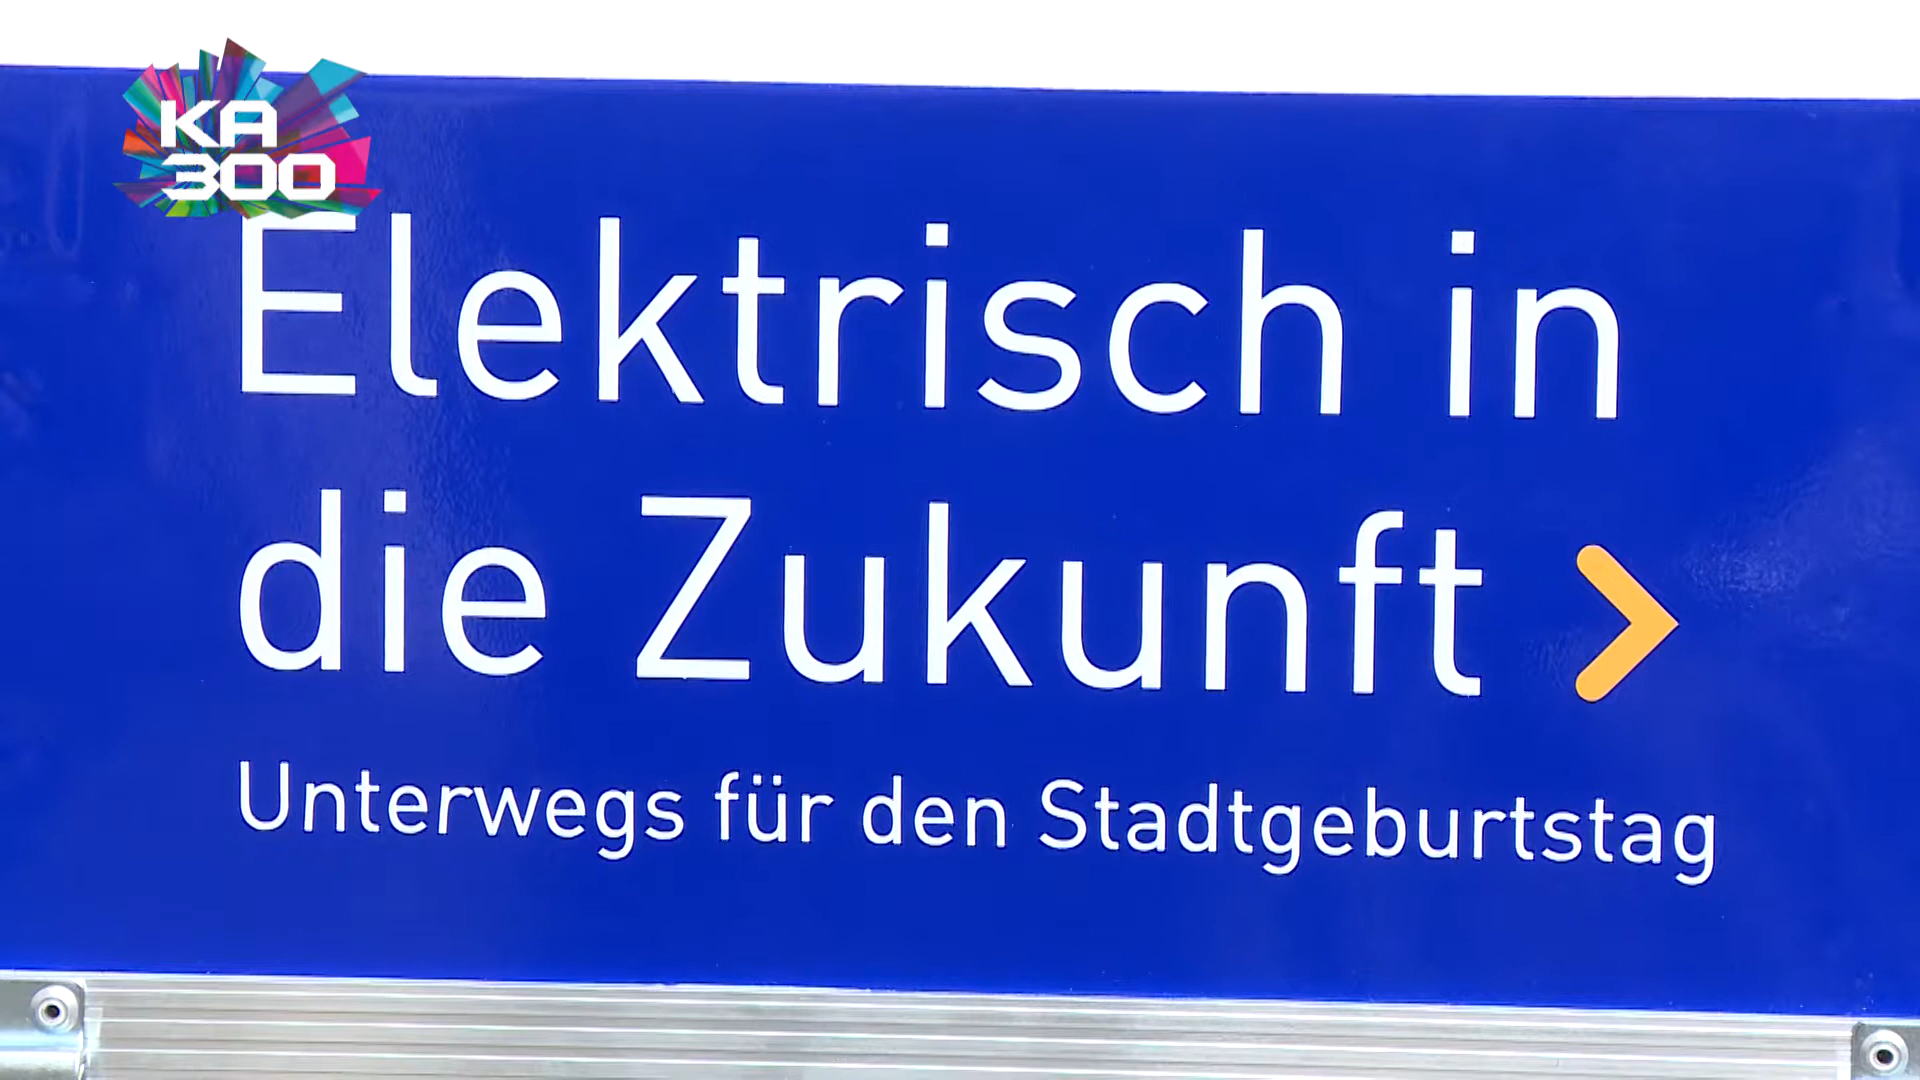 KA
300
Elektrisch in
die Zukunft
Unterwegs für den Stadtgeburtstag